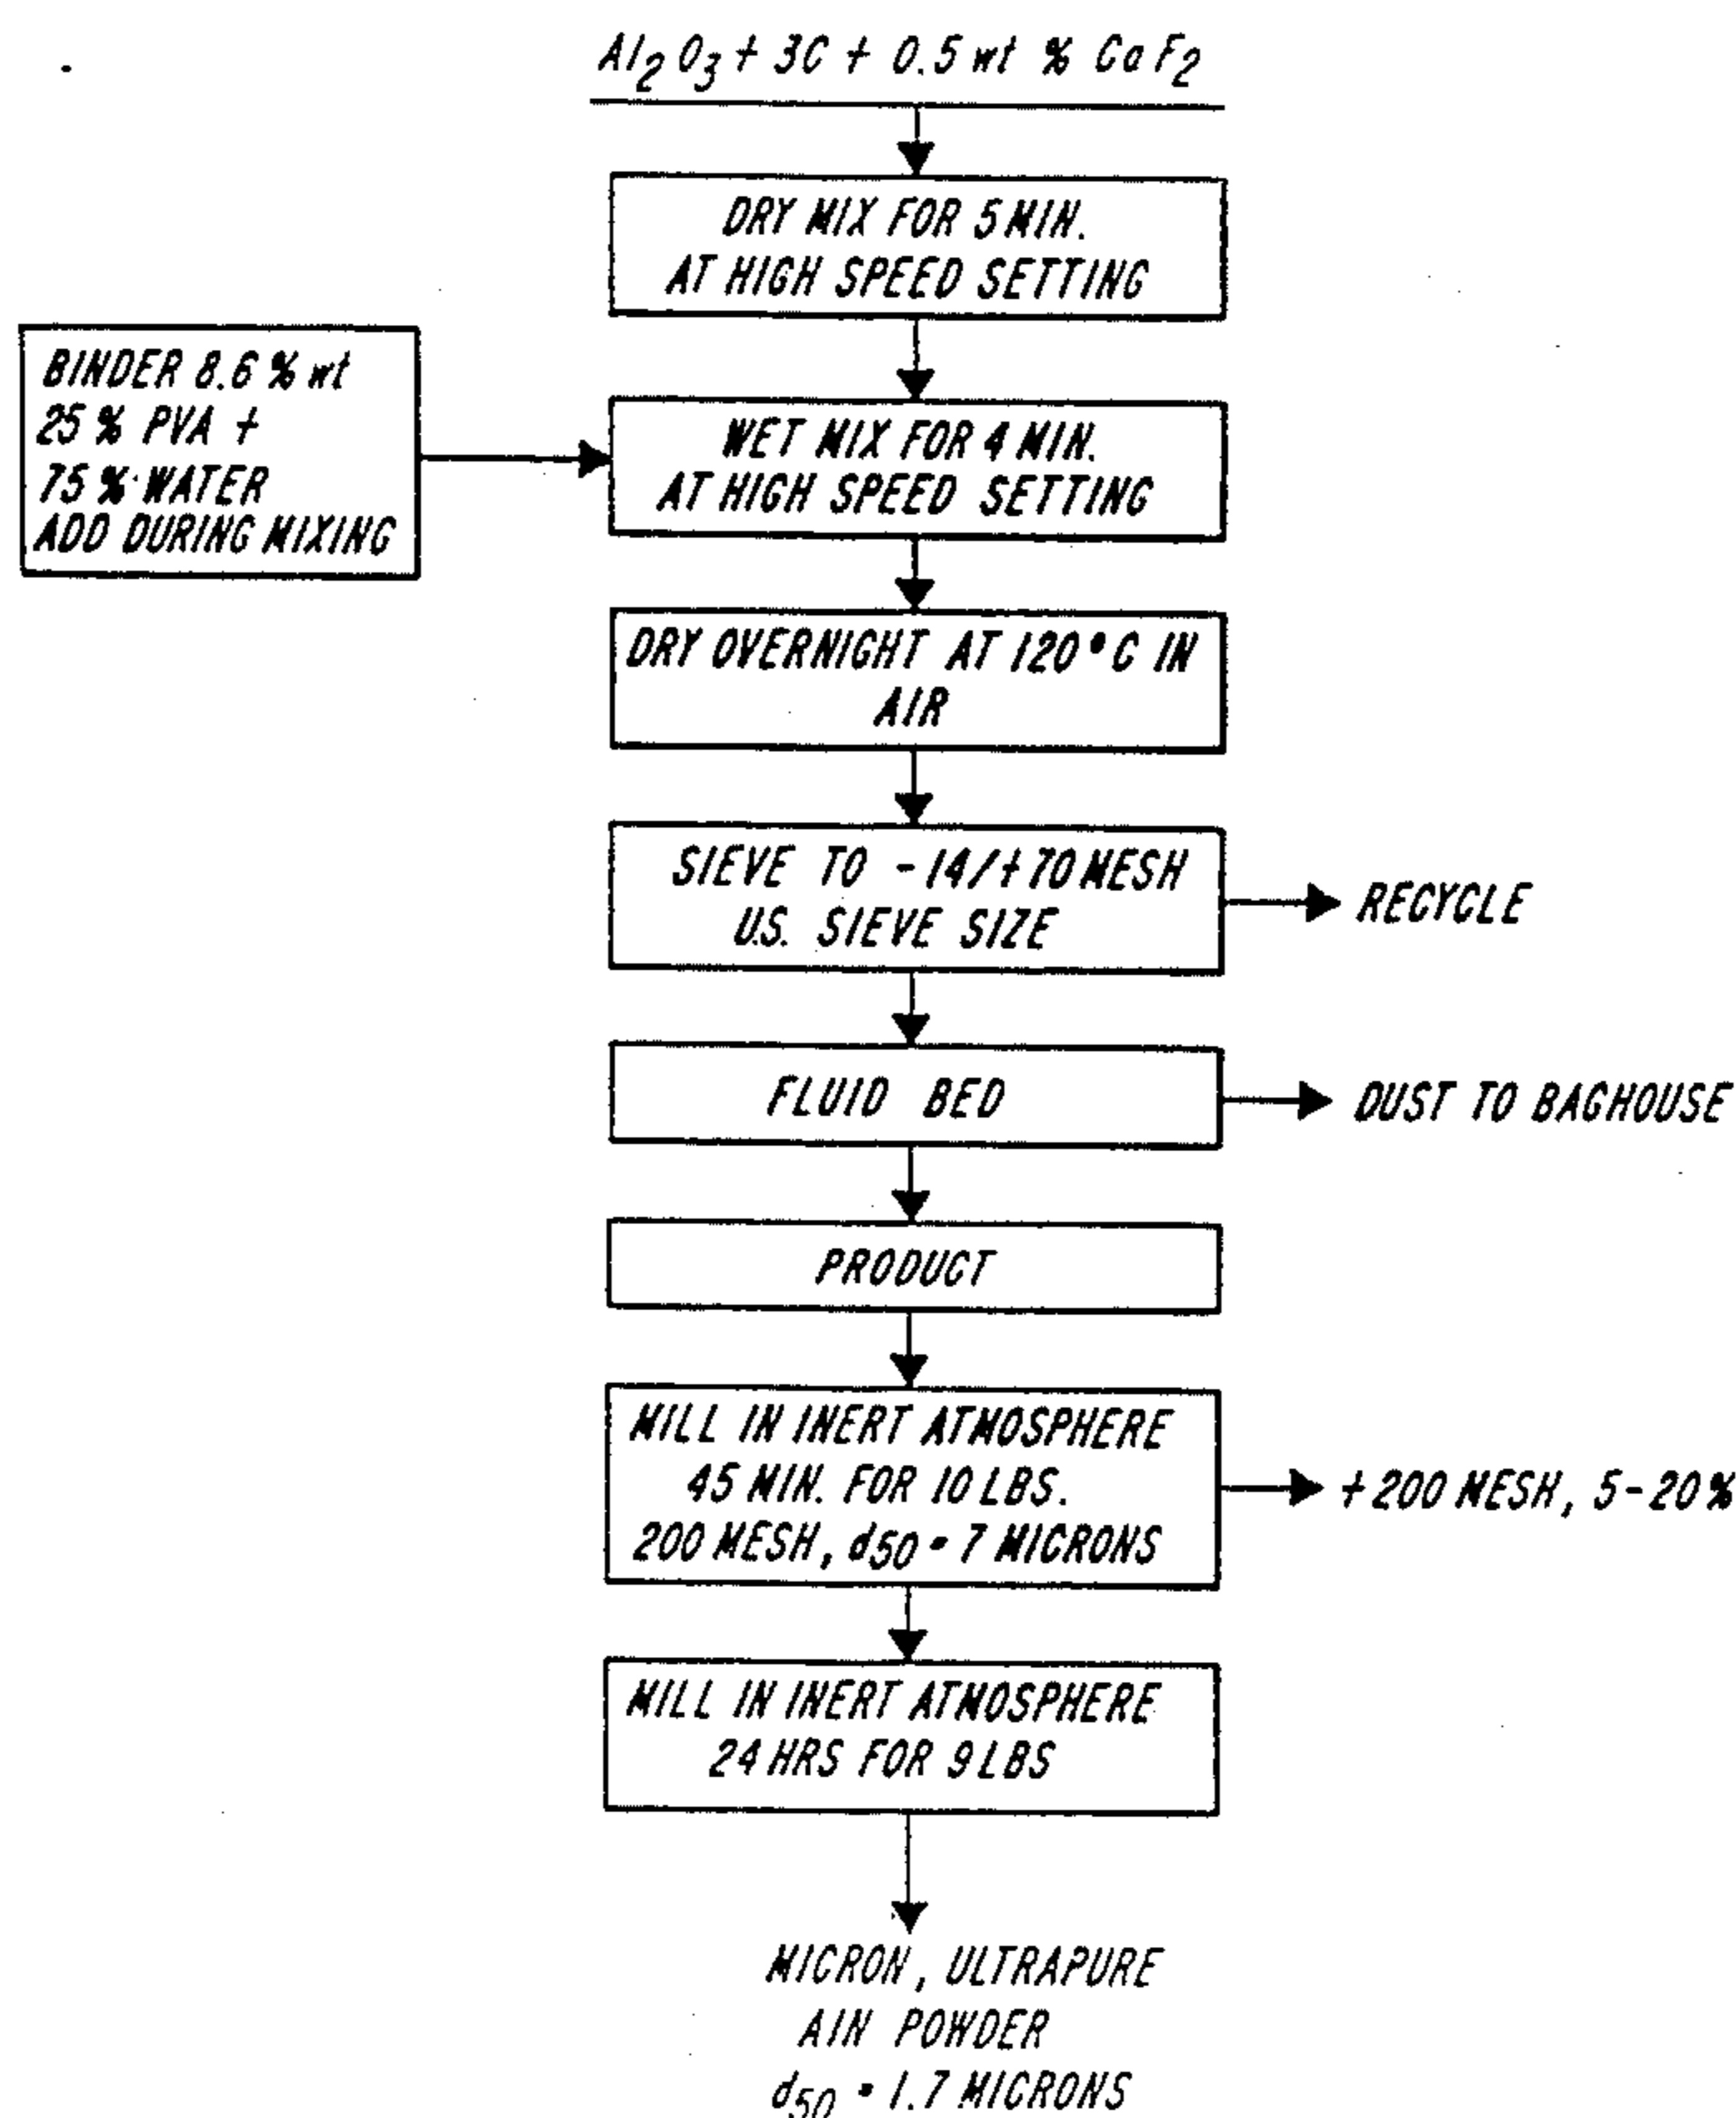 Al2O3 + 3C + 0.5 wt % CaF2
DRY MIX FOR 5 MIN.
AT HIGH SPEED SETTING
BINDER 8.6 % wt
25 % PVA +
75 % WATER
ADD DURING MIXING
WET MIX FOR 4 MIN.
AT HIGH SPEED SETTING
DRY OVERNIGHT AT 120°C IN
AIR
SIEVE TO -14/+70 MESH
U.S. SIEVE SIZE
RECYCLE
FLUID BED
DUST TO BAGHOUSE
PRODUCT
MILL IN INERT ATMOSPHERE
45 MIN. FOR 10 LBS.
200 MESH, d50 = 7 MICRONS
+200 MESH, 5-20%
MILL IN INERT ATMOSPHERE
24 HRS FOR 9 LBS
MICRON, ULTRAPURE
AlN POWDER
d50 = 1.7 MICRONS